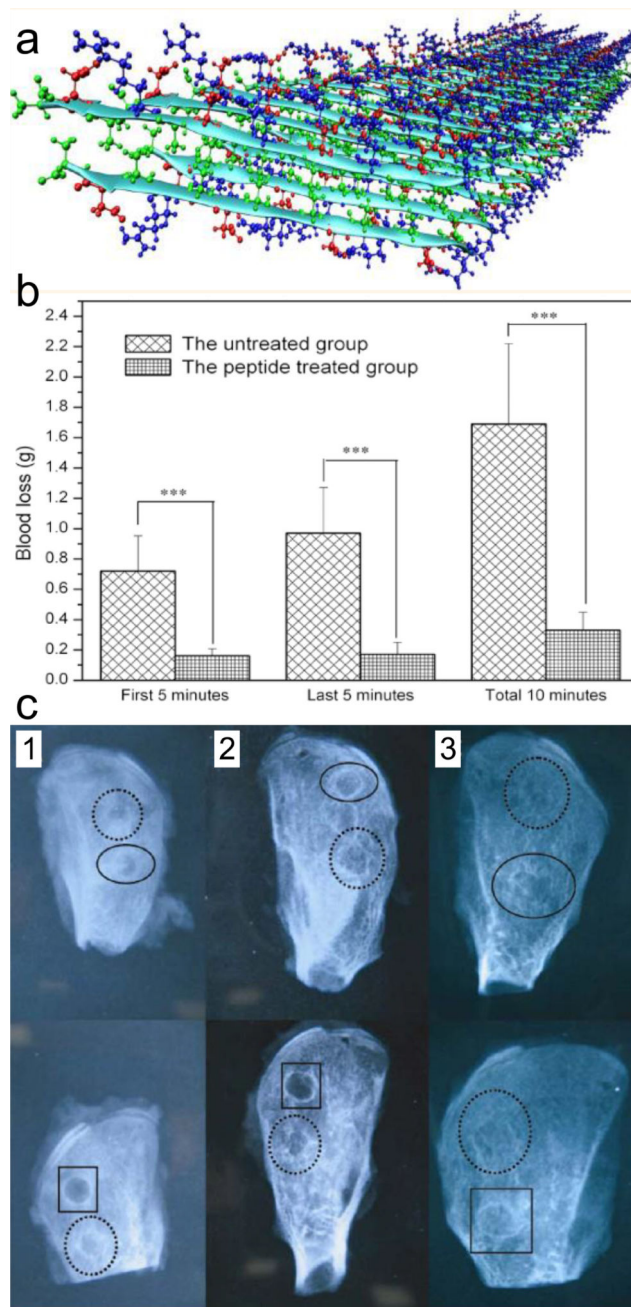 a
b
2.4
2.2
2.0
1.8
1.6
1.4
1.2
1.0
0.8
0.6
0.4
0.2
0.0
Blood loss (g)
The untreated group
The peptide treated group
***
***
***
First 5 minutes
Last 5 minutes
Total 10 minutes
c
1
2
3